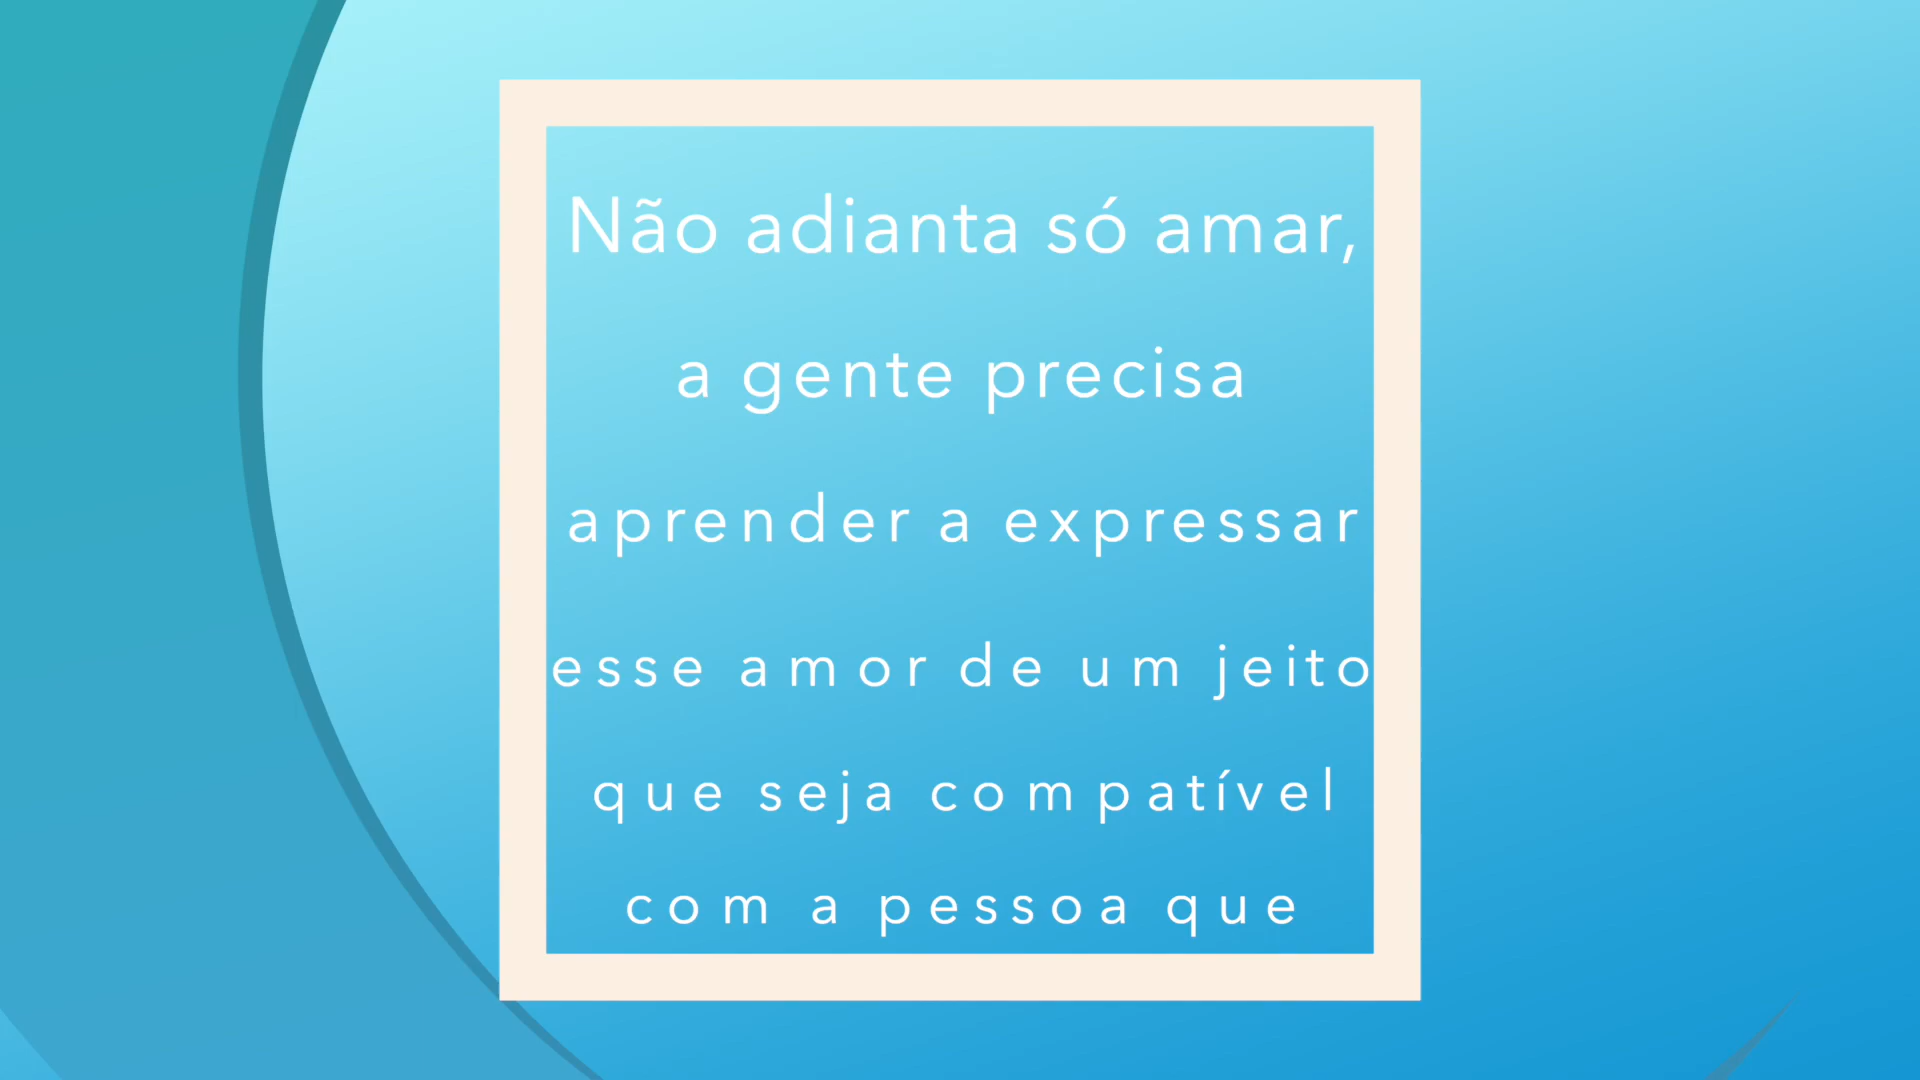 Não adianta só amar,
a gente precisa
aprender a expressar
esse amor de um jeito
que seja compatível
com a pessoa que